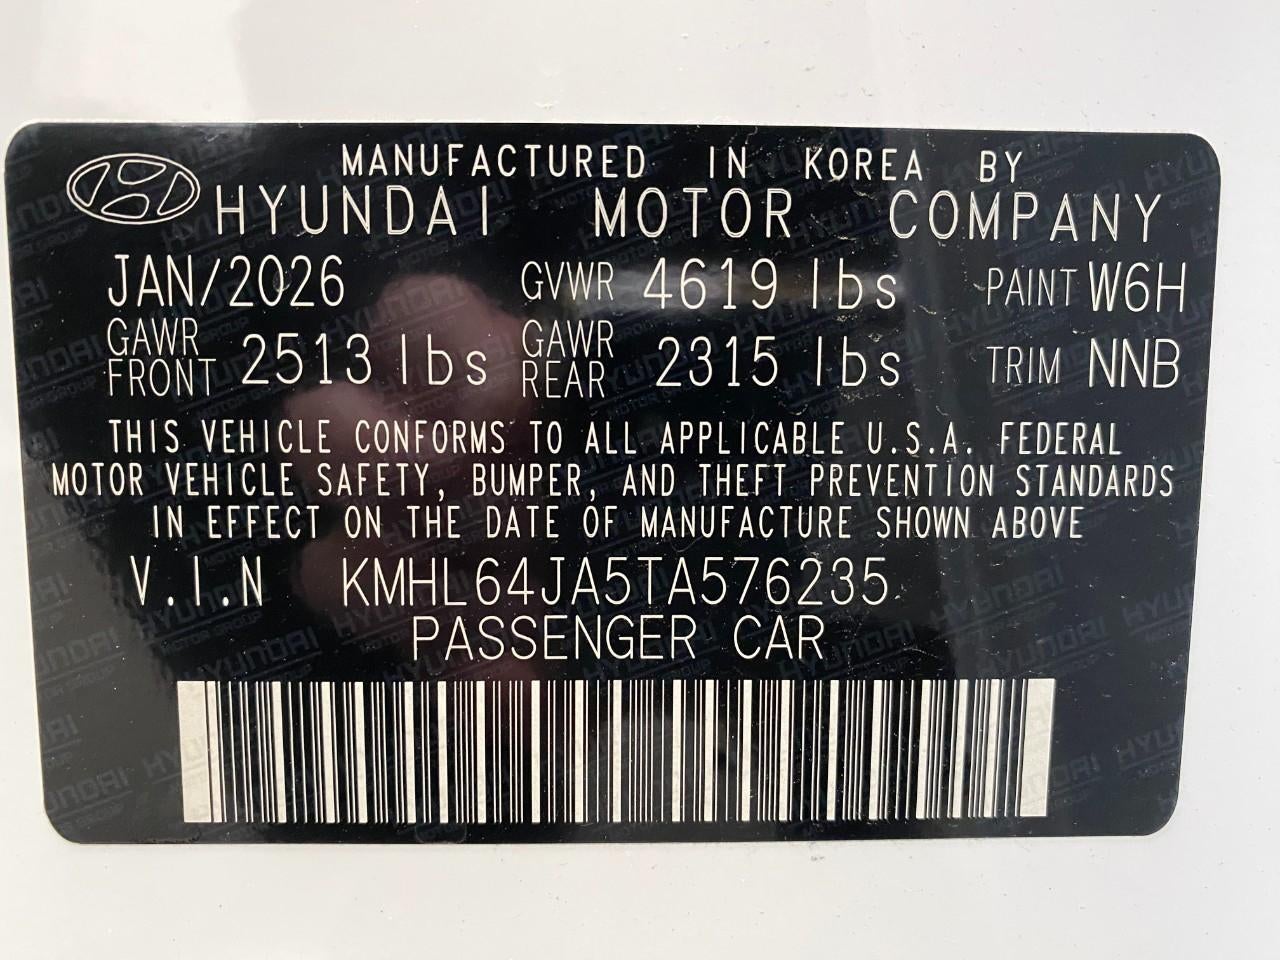 MANUFACTURED IN KOREA BY
HYUNDAI MOTOR COMPANY
JAN/2026 GVWR 4619 lbs PAINT W6H
GAWR FRONT 2513 lbs GAWR REAR 2315 lbs TRIM NNB
THIS VEHICLE CONFORMS TO ALL APPLICABLE U.S.A. FEDERAL
MOTOR VEHICLE SAFETY, BUMPER, AND THEFT PREVENTION STANDARDS
IN EFFECT ON THE DATE OF MANUFACTURE SHOWN ABOVE
V.I.N KMHL64JA5TA576235
PASSENGER CAR